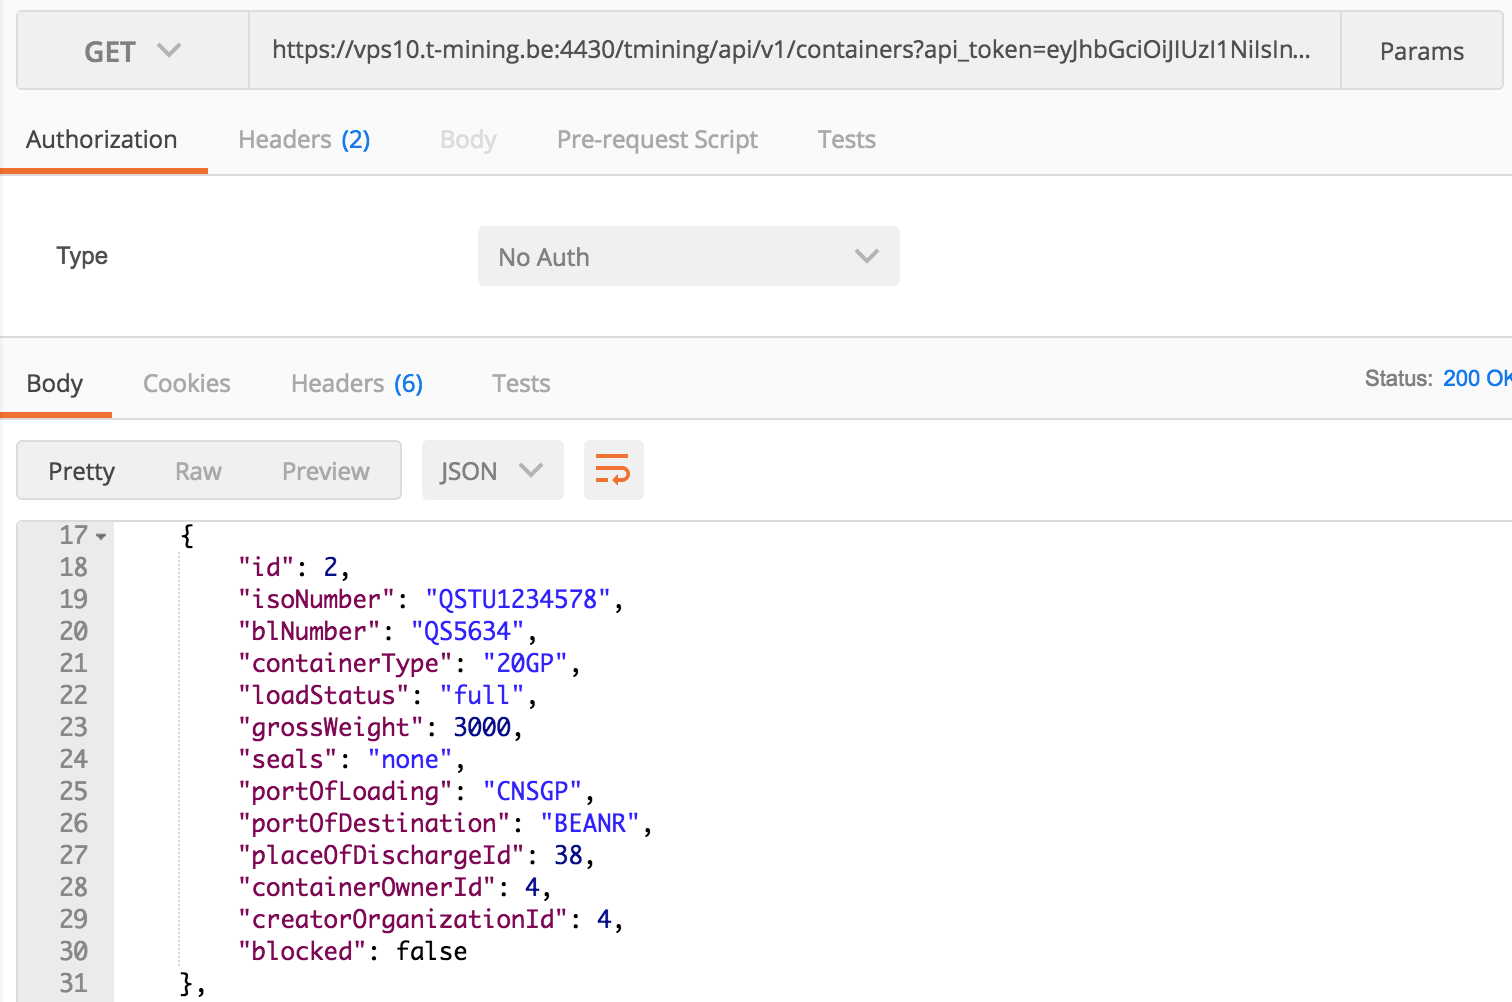 GET https://vps10.t-mining.be:4430/tmining/api/v1/containers?api_token=eyJhbGciOiJIUzI1NiIsIn... Params
Authorization Headers (2) Body Pre-request Script Tests
Type No Auth
Body Cookies Headers (6) Tests Status: 200 OK
Pretty Raw Preview JSON
17 {
18 "id": 2,
19 "isoNumber": "QSTU1234578",
20 "blNumber": "QS5634",
21 "containerType": "20GP",
22 "loadStatus": "full",
23 "grossWeight": 3000,
24 "seals": "none",
25 "portOfLoading": "CNSGP",
26 "portOfDestination": "BEANR",
27 "placeOfDischargeId": 38,
28 "containerOwnerId": 4,
29 "creatorOrganizationId": 4,
30 "blocked": false
31 },